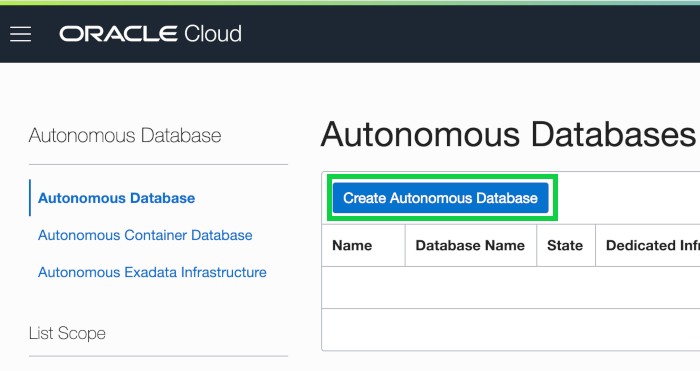 ORACLE Cloud
Autonomous Database
Autonomous Database
Autonomous Container Database
Autonomous Exadata Infrastructure
List Scope
Autonomous Databases
Create Autonomous Database
Name Database Name State Dedicated Infr